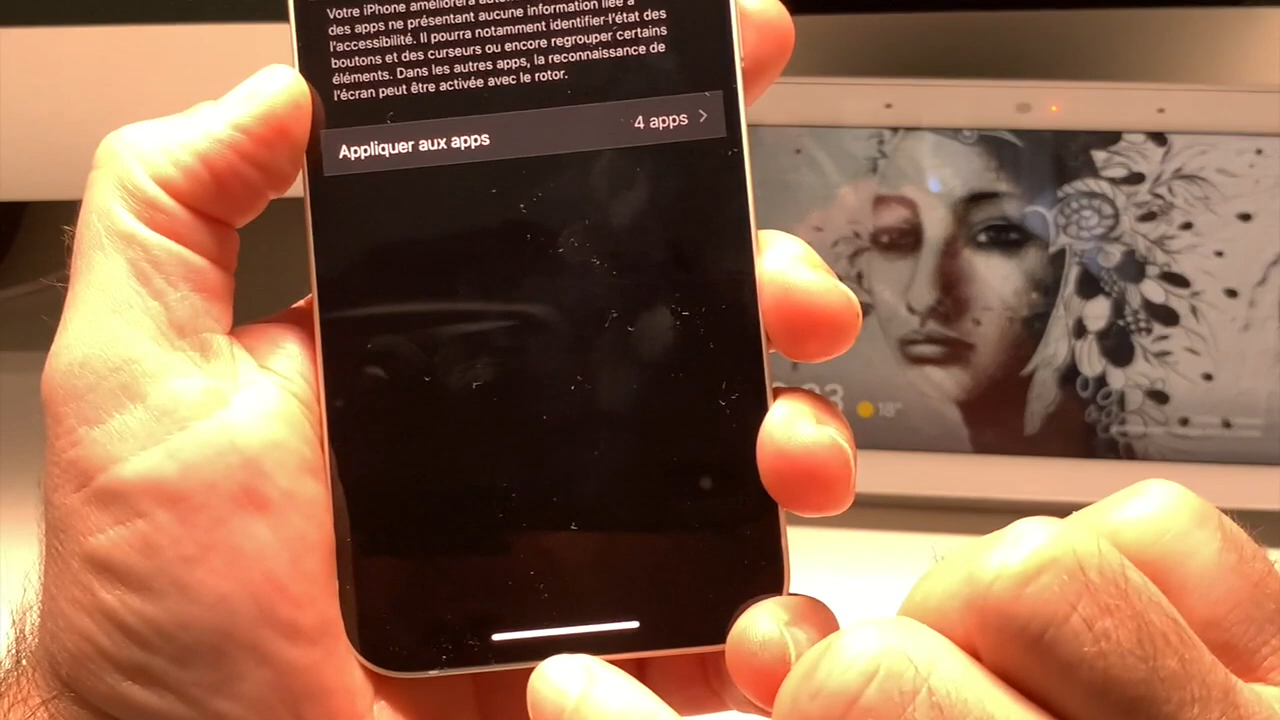 Votre iPhone améliorera
des apps ne présentant aucune information liée à
l'accessibilité. Il pourra notamment identifier l'état des
boutons et des curseurs ou encore regrouper certains
éléments. Dans les autres apps, la reconnaissance de
l'écran peut être activée avec le rotor.
Appliquer aux apps
4 apps
18°